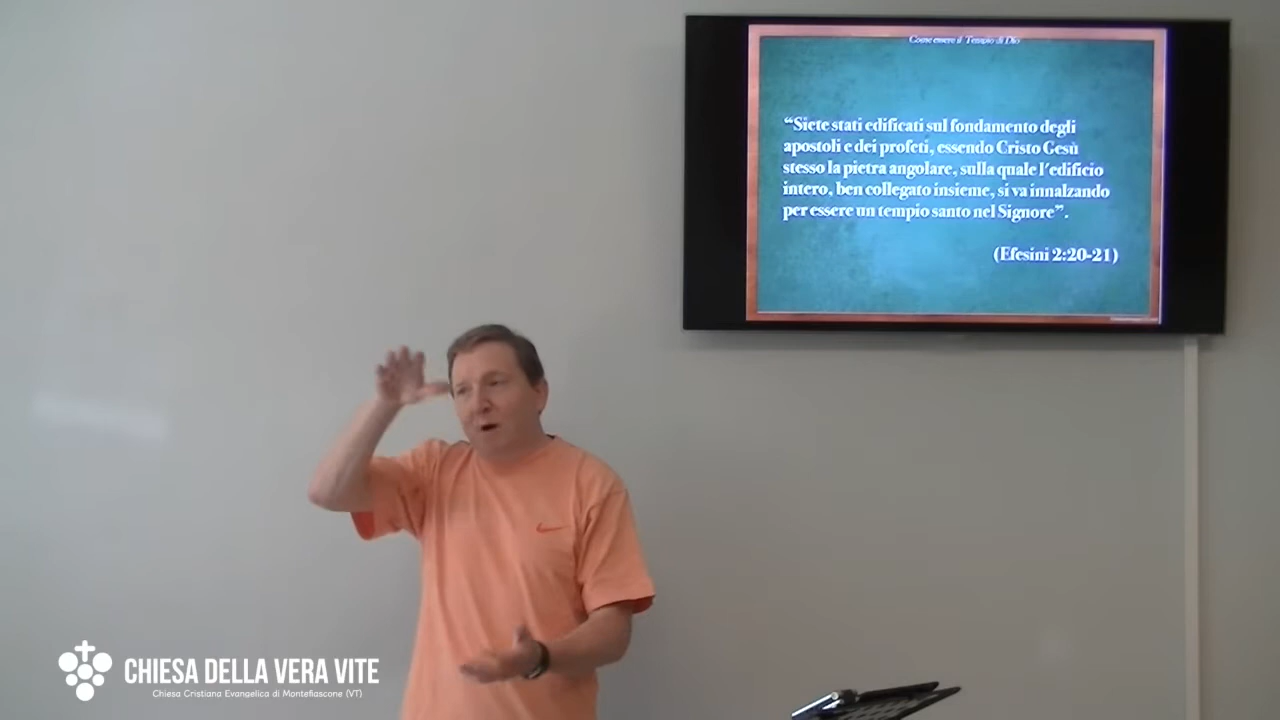 Come essere il Tempio di Dio
“Siete stati edificati sul fondamento degli
apostoli e dei profeti, essendo Cristo Gesù
stesso la pietra angolare, sulla quale l'edificio
intero, ben collegato insieme, si va innalzando
per essere un tempio santo nel Signore”.
(Efesini 2:20-21)
CHIESA DELLA VERA VITE
Chiesa Cristiana Evangelica di Montefiascone (VT)